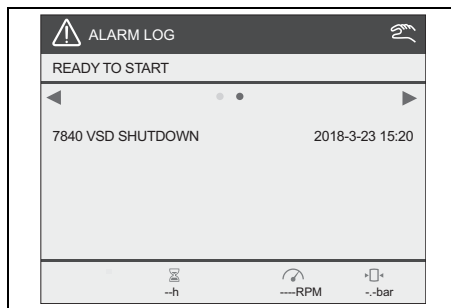 ALARM LOG
READY TO START
7840 VSD SHUTDOWN 2018-3-23 15:20
--h ----RPM -.-bar